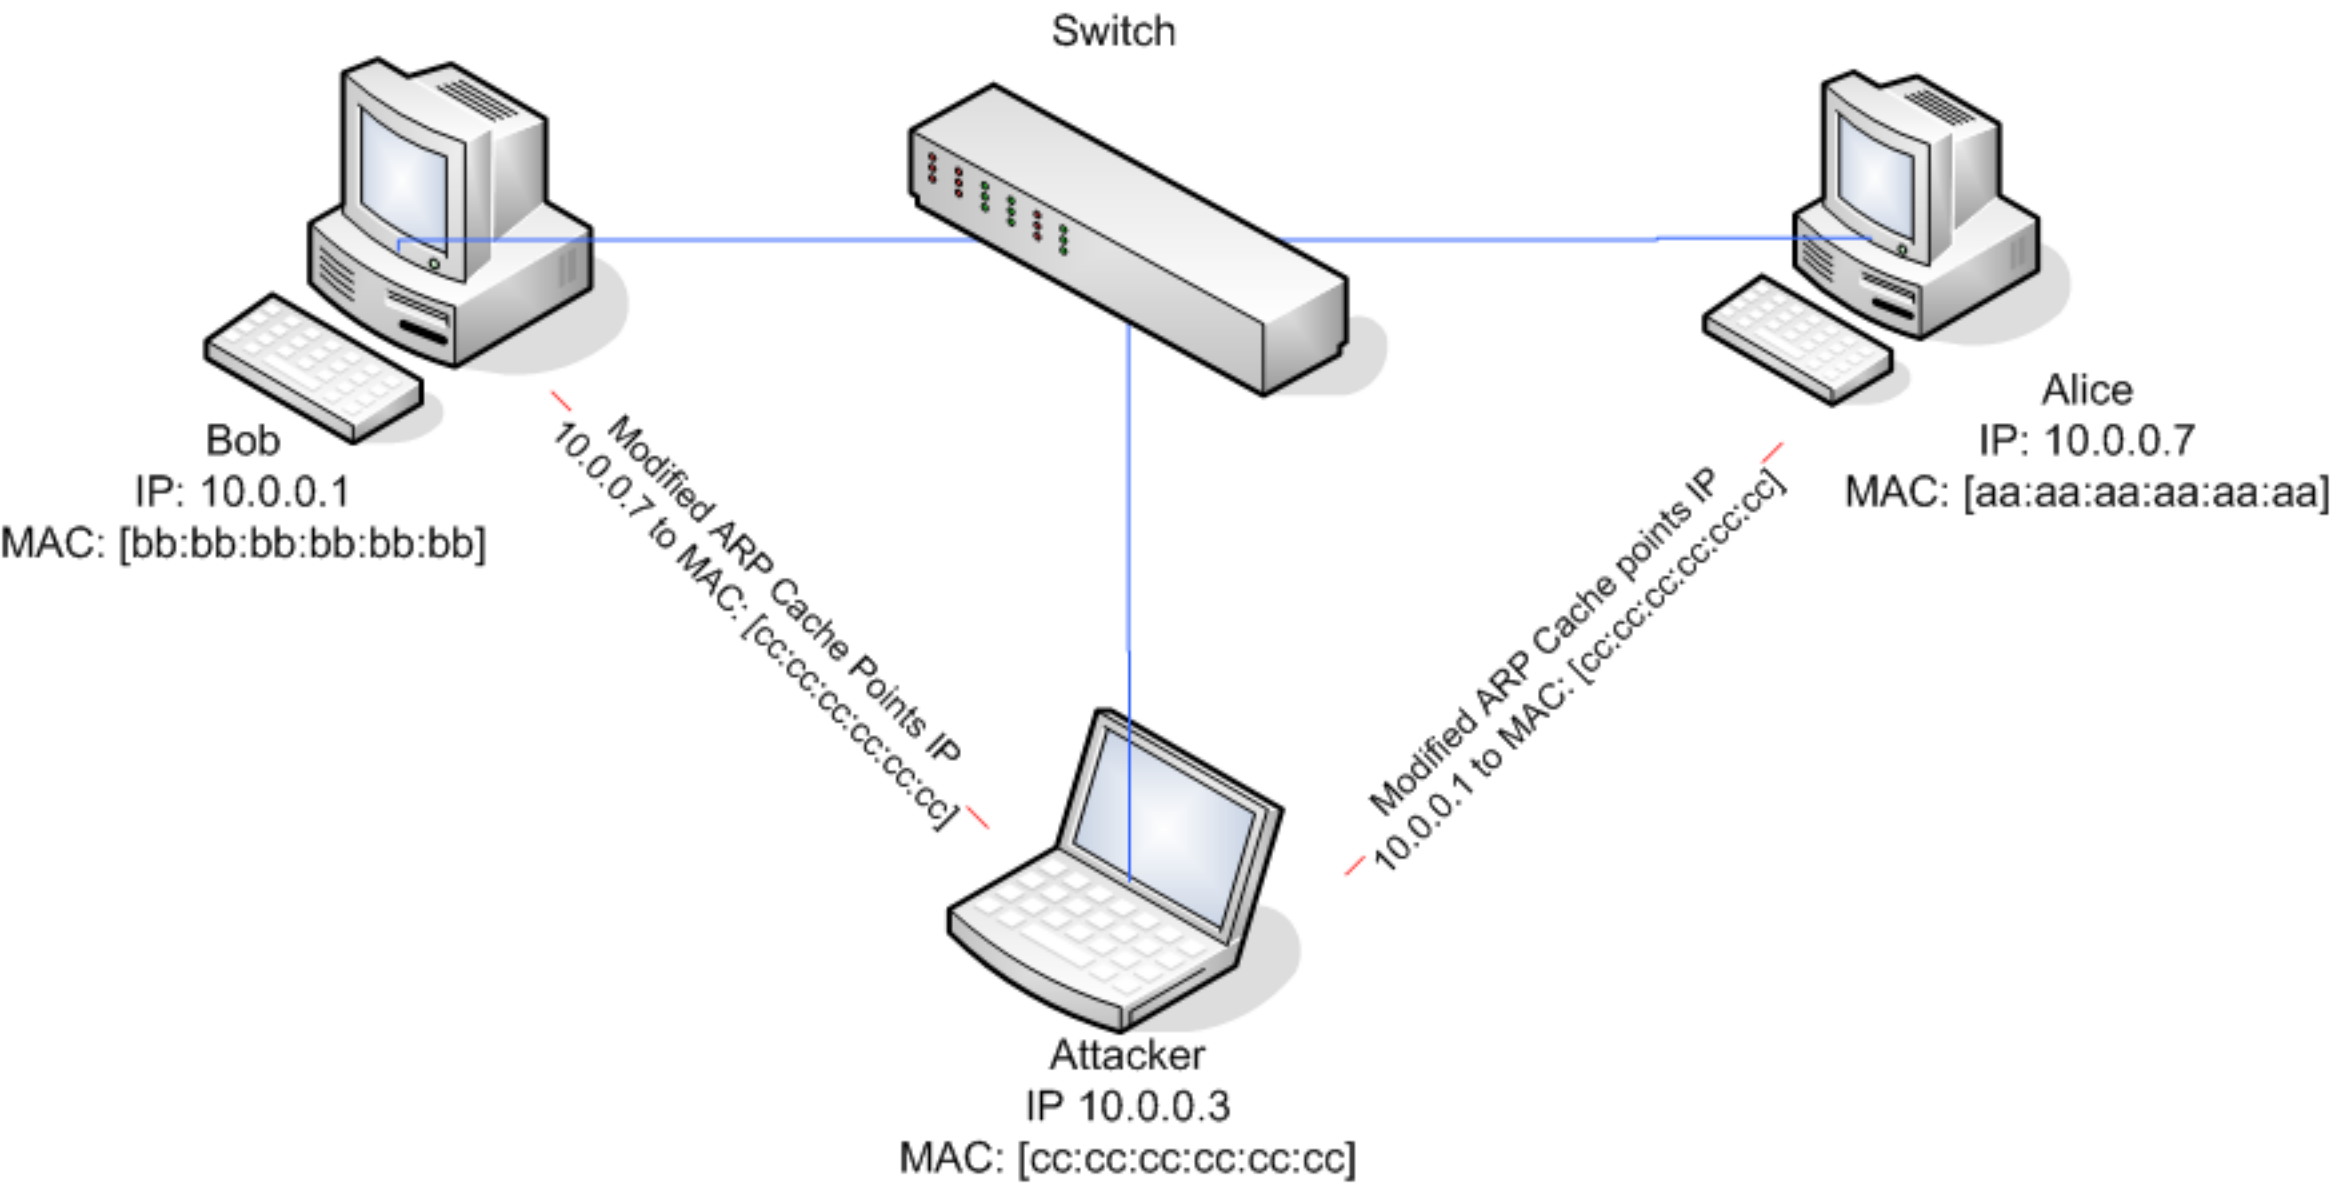 Switch
Bob
IP: 10.0.0.1
MAC: [bb:bb:bb:bb:bb:bb]
Alice
IP: 10.0.0.7
MAC: [aa:aa:aa:aa:aa:aa]
Modified ARP Cache Points IP
10.0.0.7 to MAC: [cc:cc:cc:cc:cc:cc]
Modified ARP Cache points IP
10.0.0.1 to MAC: [cc:cc:cc:cc:cc:cc]
Attacker
IP 10.0.0.3
MAC: [cc:cc:cc:cc:cc:cc]